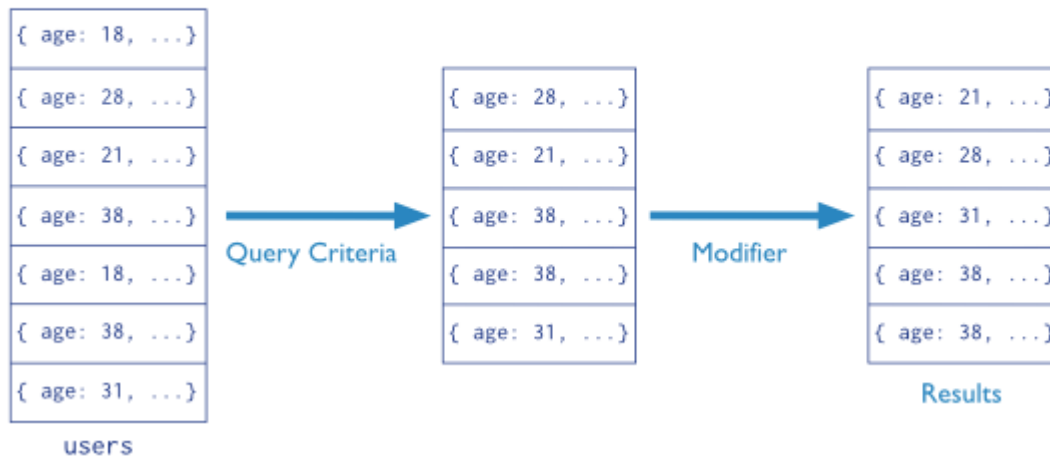 { age: 18, ...}
{ age: 28, ...}
{ age: 21, ...}
{ age: 38, ...}
{ age: 18, ...}
{ age: 38, ...}
{ age: 31, ...}
users
Query Criteria
{ age: 28, ...}
{ age: 21, ...}
{ age: 38, ...}
{ age: 38, ...}
{ age: 31, ...}
Modifier
{ age: 21, ...}
{ age: 28, ...}
{ age: 31, ...}
{ age: 38, ...}
{ age: 38, ...}
Results